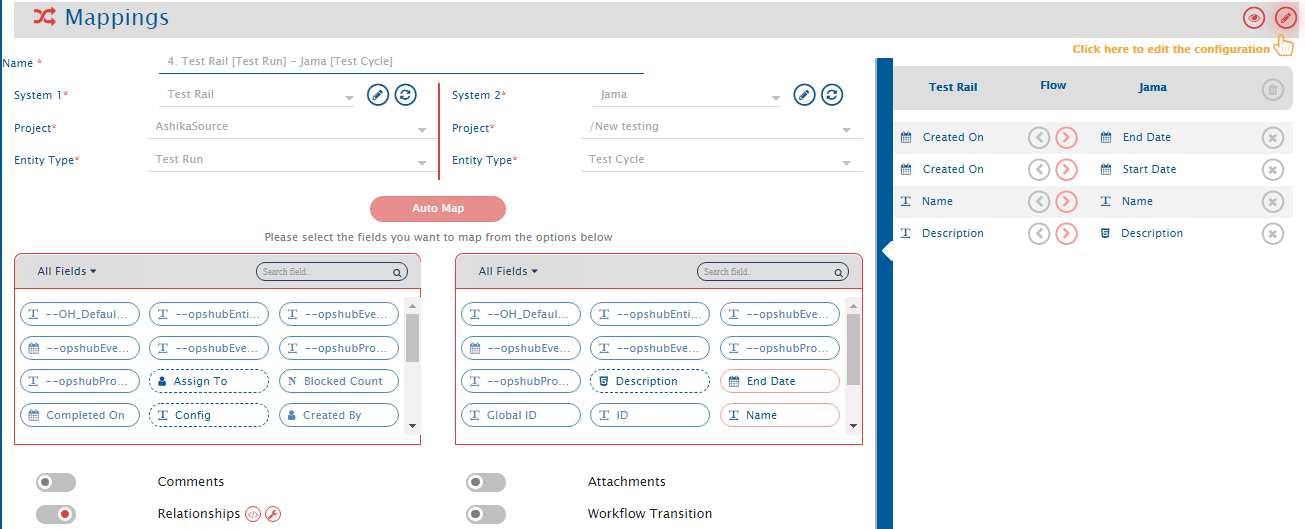 Mappings
Click here to edit the configuration
Name *
4. Test Rail [Test Run] - Jama [Test Cycle]
System 1*
Test Rail
System 2*
Jama
Project*
AshikaSource
Project*
/New testing
Entity Type*
Test Run
Entity Type*
Test Cycle
Auto Map
Please select the fields you want to map from the options below
All Fields
Search field..
--OH_Defaul...
--opshubEnti...
--opshubEve...
--opshubEve...
--opshubEve...
--opshubPro...
--opshubPro...
Assign To
N Blocked Count
Completed On
Config
Created By
All Fields
Search field..
--OH_Defaul...
--opshubEnti...
--opshubEve...
--opshubEve...
--opshubEve...
--opshubPro...
--opshubPro...
Description
End Date
Global ID
ID
Name
Comments
Attachments
Relationships
Workflow Transition
Test Rail Flow Jama
Created On End Date
Created On Start Date
Name Name
Description Description